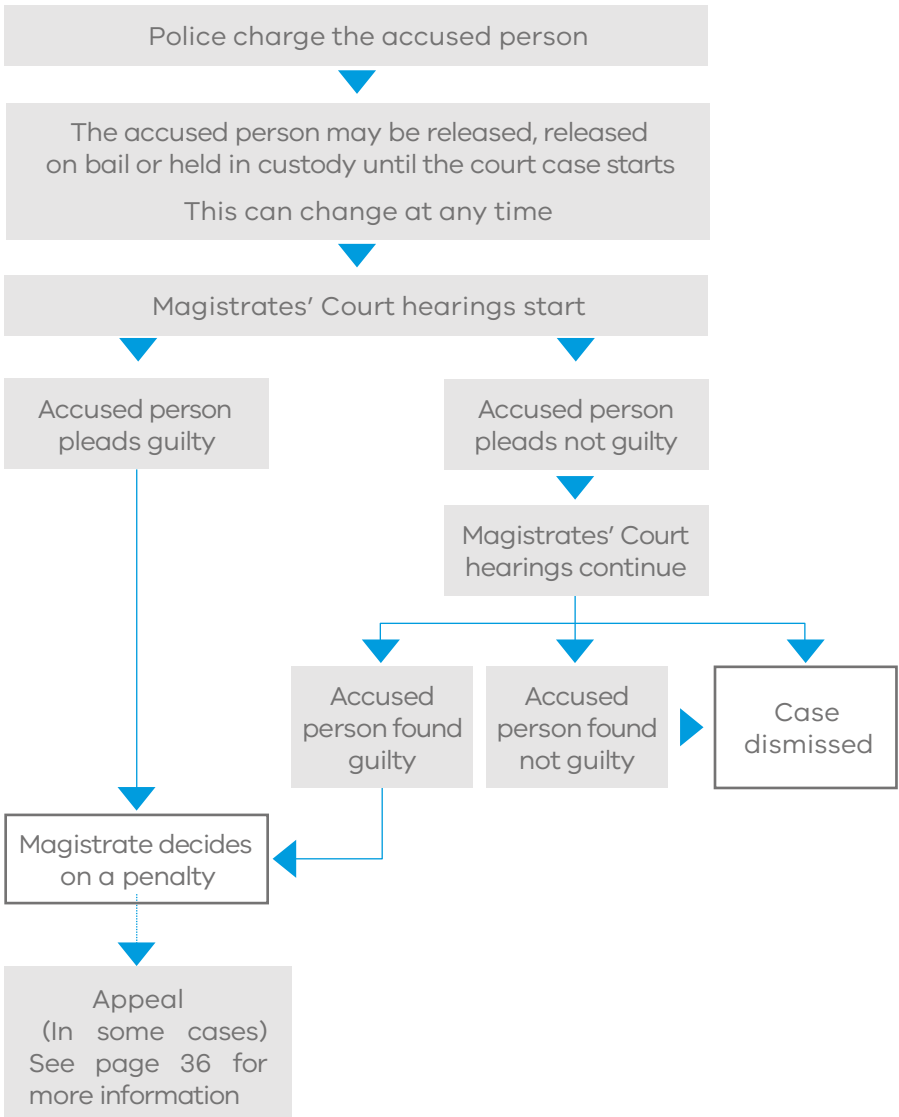 Police charge the accused person
The accused person may be released, released
on bail or held in custody until the court case starts
This can change at any time
Magistrates’ Court hearings start
Accused person
pleads guilty
Accused person
pleads not guilty
Magistrates’ Court
hearings continue
Accused
person found
guilty
Accused
person found
not guilty
Case
dismissed
Magistrate decides
on a penalty
Appeal
(In some cases)
See page 36 for
more information